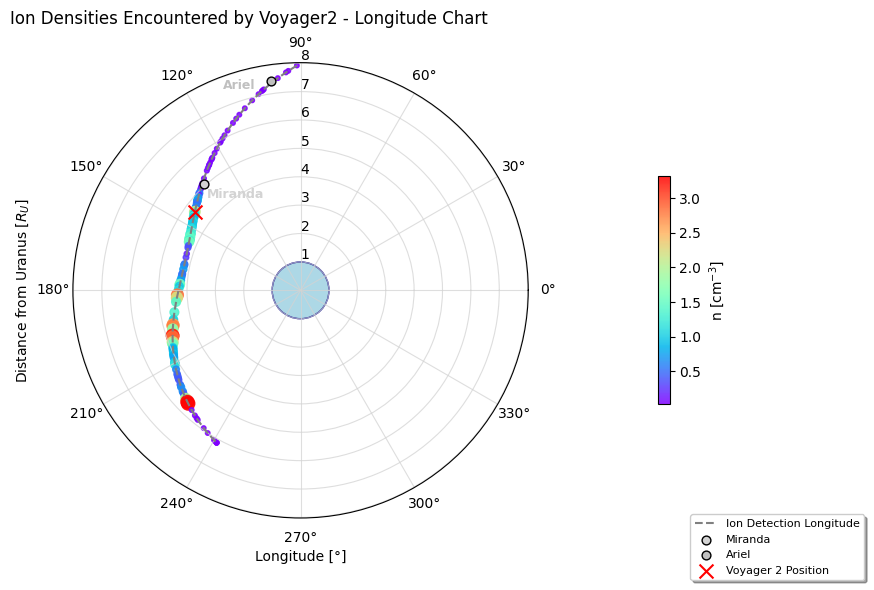 Ion Densities Encountered by Voyager2 - Longitude Chart
90°
8
120°
60°
Ariel
7
6
5
150°
30°
4
Miranda
3
2
1
180°
0°
Distance from Uranus [R_U]
3.0
2.5
2.0
1.5
1.0
0.5
n [cm⁻³]
210°
330°
240°
300°
270°
Longitude [°]
Ion Detection Longitude
Miranda
Ariel
Voyager 2 Position